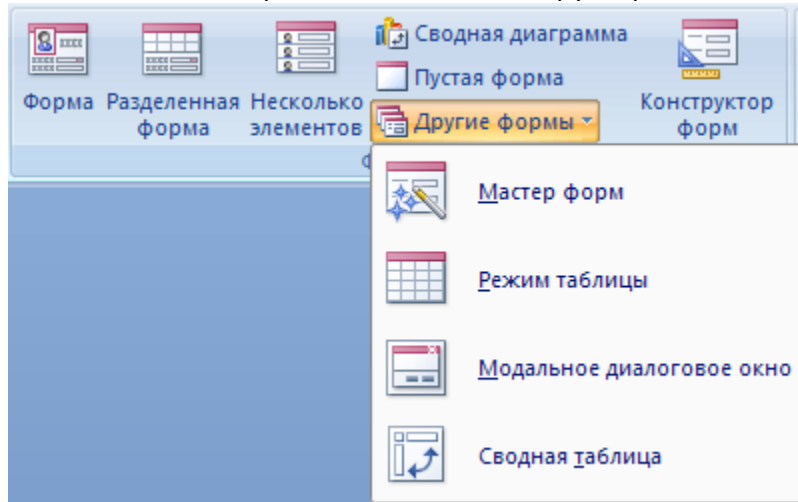 Сводная диаграмма
Пустая форма
Форма Разделенная форма Несколько элементов
Другие формы
Конструктор форм
Мастер форм
Режим таблицы
Модальное диалоговое окно
Сводная таблица